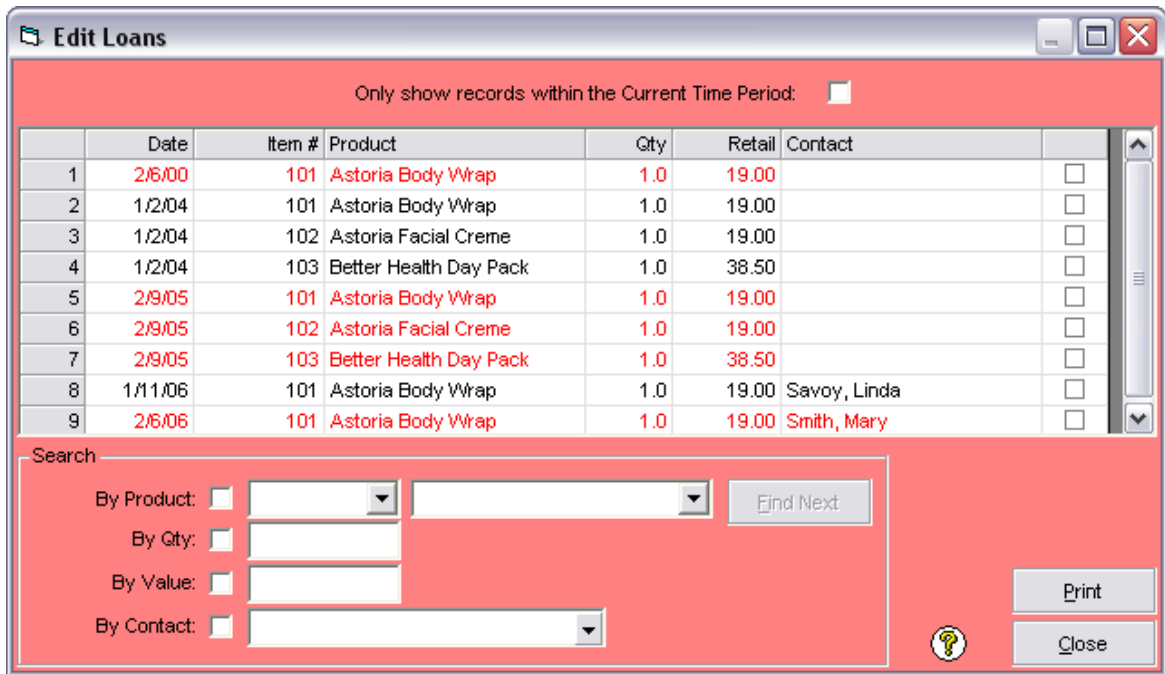 Edit Loans
Only show records within the Current Time Period:
Date Item # Product Qty Retail Contact
1 2/6/00 101 Astoria Body Wrap 1.0 19.00
2 1/2/04 101 Astoria Body Wrap 1.0 19.00
3 1/2/04 102 Astoria Facial Creme 1.0 19.00
4 1/2/04 103 Better Health Day Pack 1.0 38.50
5 2/9/05 101 Astoria Body Wrap 1.0 19.00
6 2/9/05 102 Astoria Facial Creme 1.0 19.00
7 2/9/05 103 Better Health Day Pack 1.0 38.50
8 1/11/06 101 Astoria Body Wrap 1.0 19.00 Savoy, Linda
9 2/6/06 101 Astoria Body Wrap 1.0 19.00 Smith, Mary
Search
By Product: Find Next
By Qty:
By Value:
Print
By Contact:
? Close